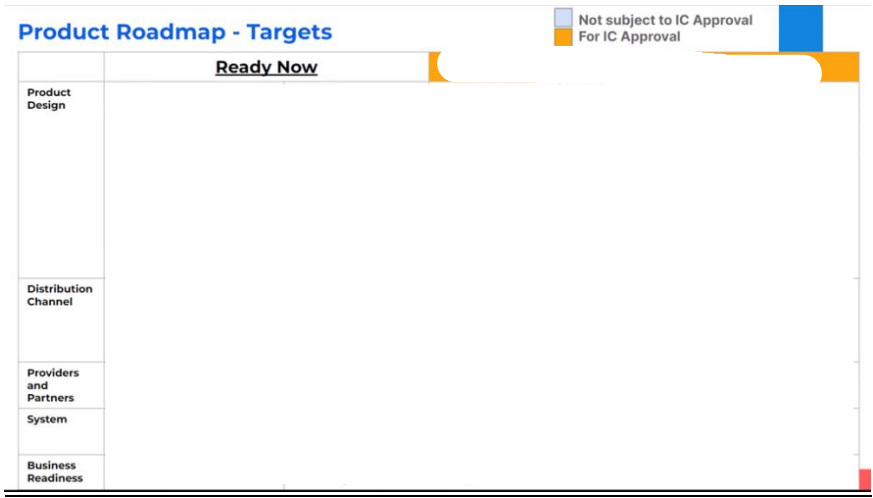 Product Roadmap - Targets
Not subject to IC Approval
For IC Approval
Ready Now
Product
Design
Distribution
Channel
Providers
and
Partners
System
Business
Readiness